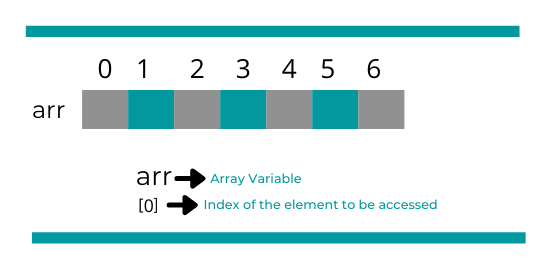 0 1 2 3 4 5 6
arr
arr Array Variable
[0] Index of the element to be accessed